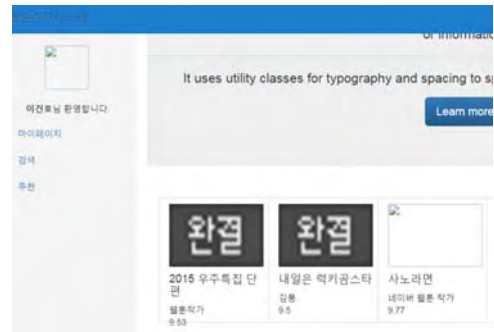 or informatio
It uses utility classes for typography and spacing to s
Learn more
이건호님 환영합니다
마이페이지
검색
추천
완결
완결
2015 우주특집 단
편
웹툰작가
9.53
내일은 럭키곰스타
김풍
9.5
사노라면
네이버 웹툰 작가
9.77